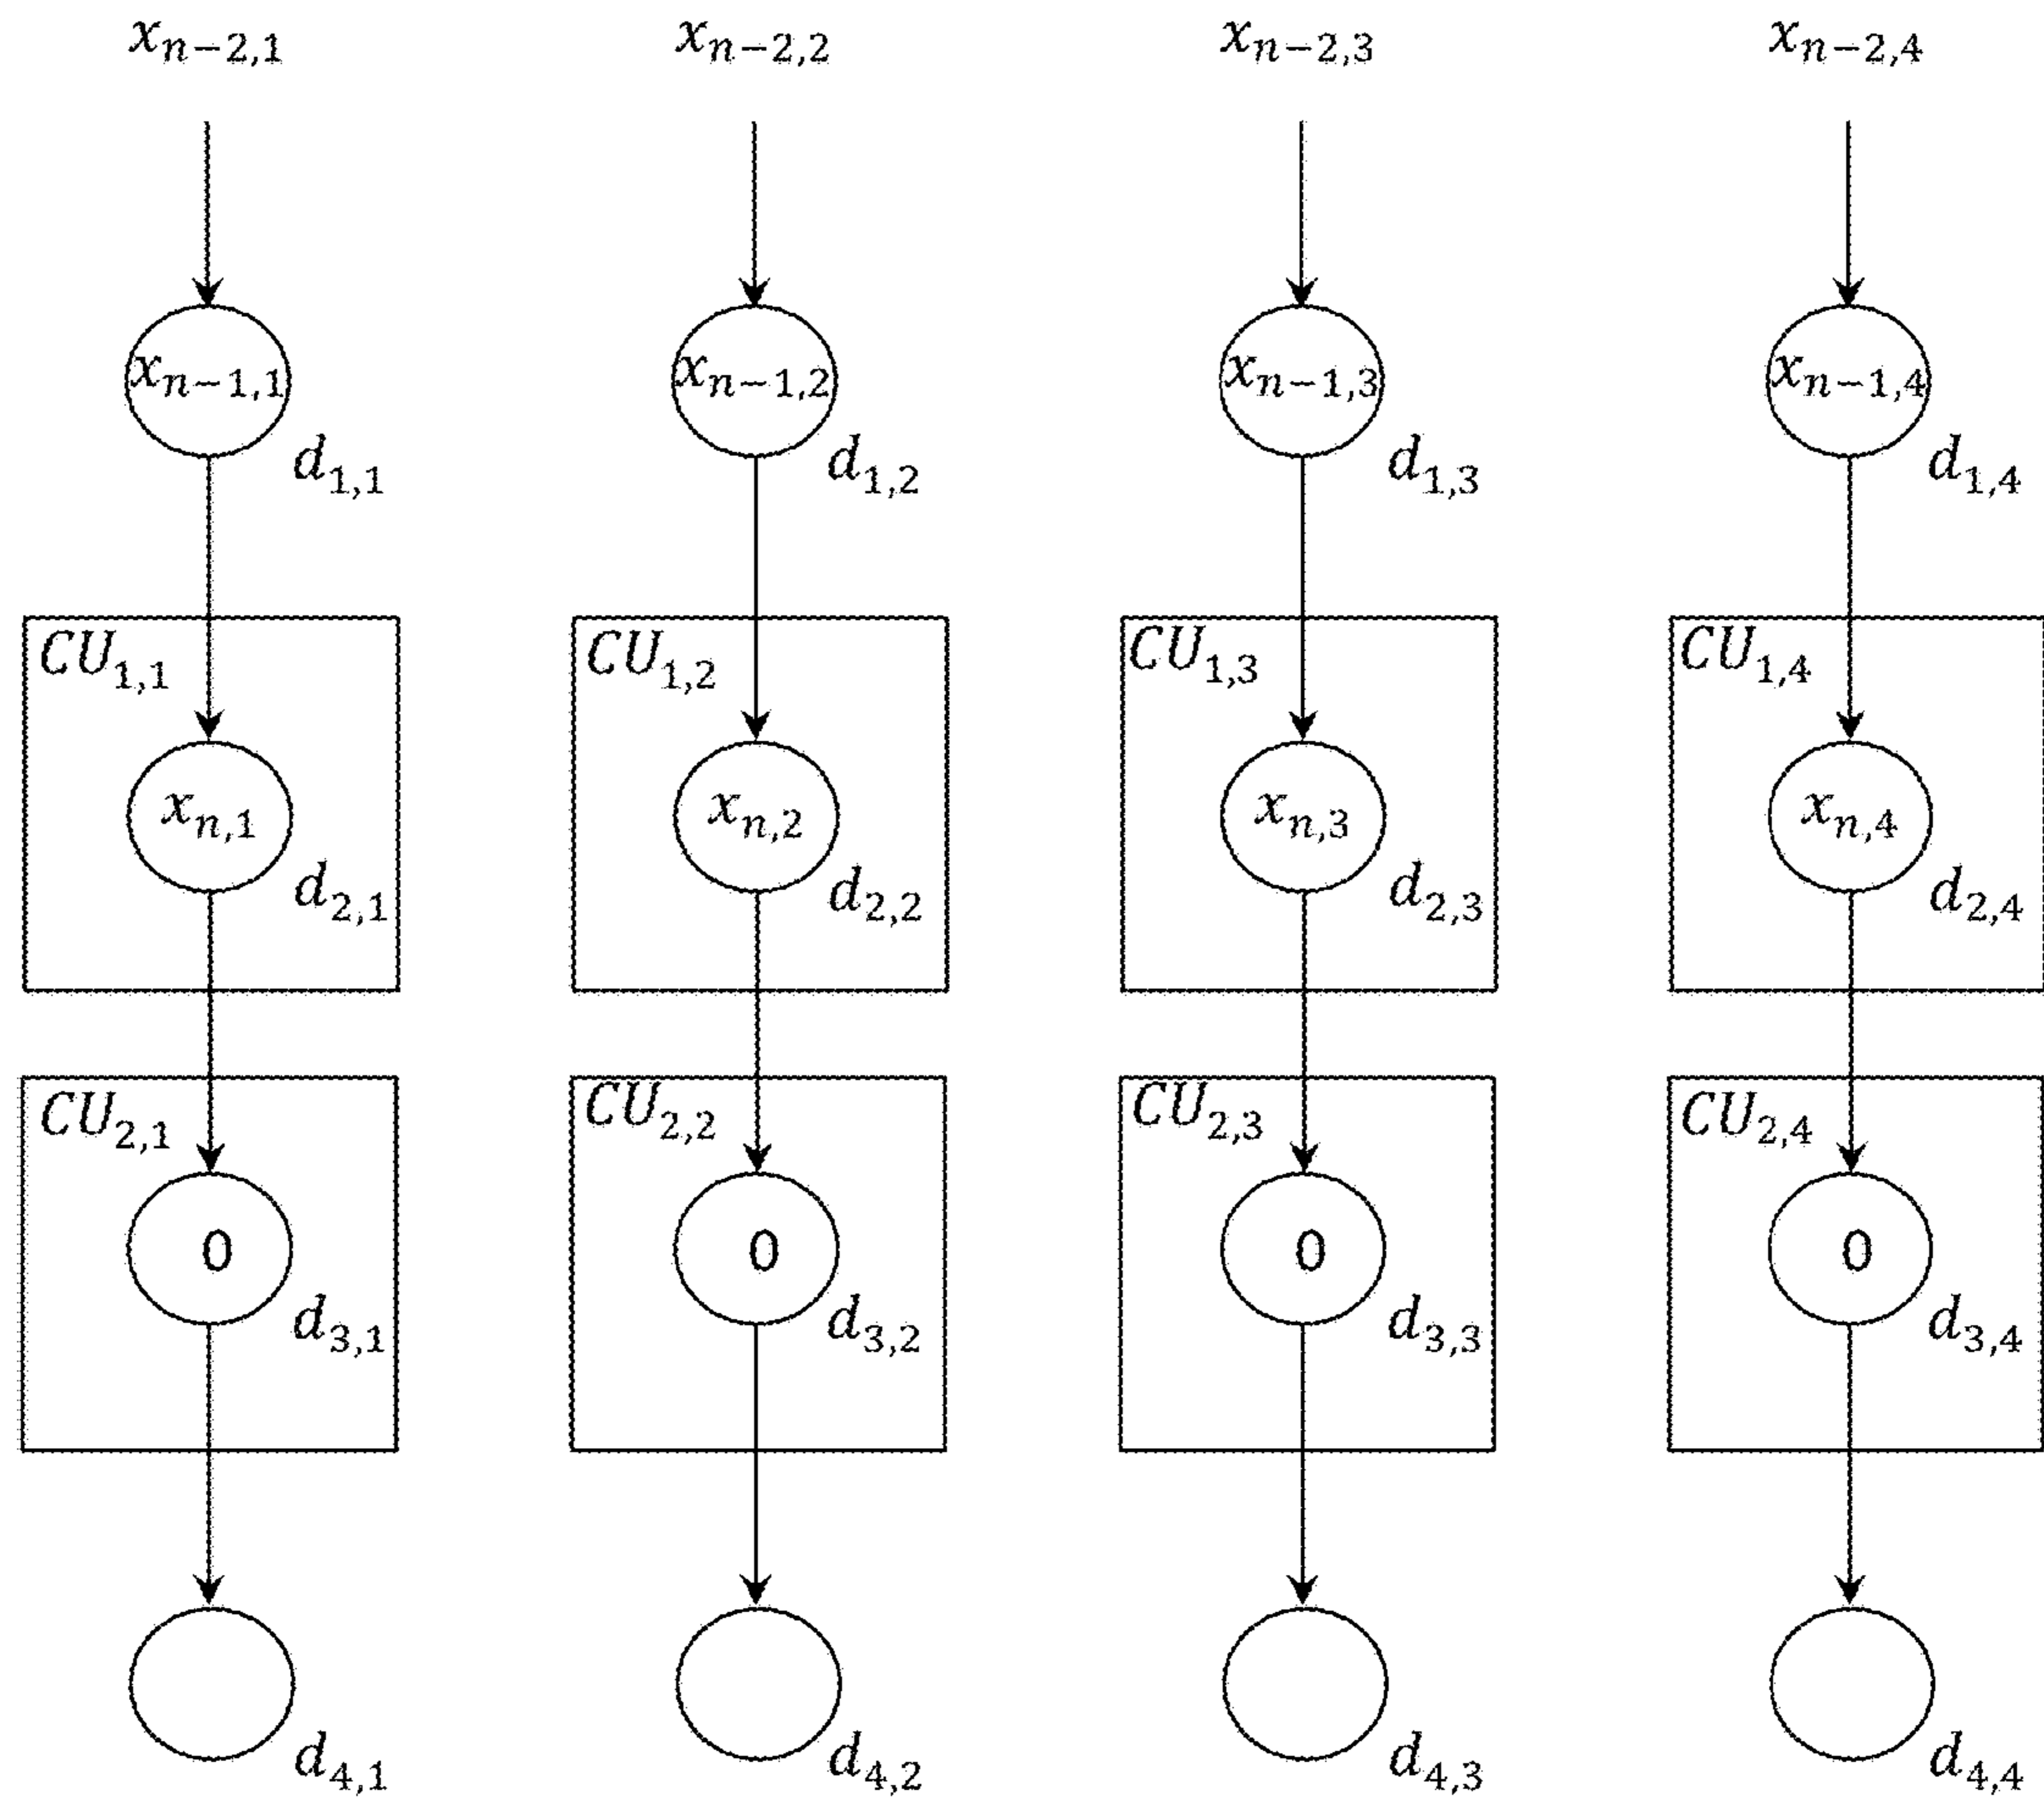 x_{n−2,1} x_{n−2,2} x_{n−2,3} x_{n−2,4}
x_{n−1,1} x_{n−1,2} x_{n−1,3} x_{n−1,4}
d_{1,1} d_{1,2} d_{1,3} d_{1,4}
CU_{1,1} CU_{1,2} CU_{1,3} CU_{1,4}
x_{n,1} x_{n,2} x_{n,3} x_{n,4}
d_{2,1} d_{2,2} d_{2,3} d_{2,4}
CU_{2,1} CU_{2,2} CU_{2,3} CU_{2,4}
0 0 0 0
d_{3,1} d_{3,2} d_{3,3} d_{3,4}
d_{4,1} d_{4,2} d_{4,3} d_{4,4}